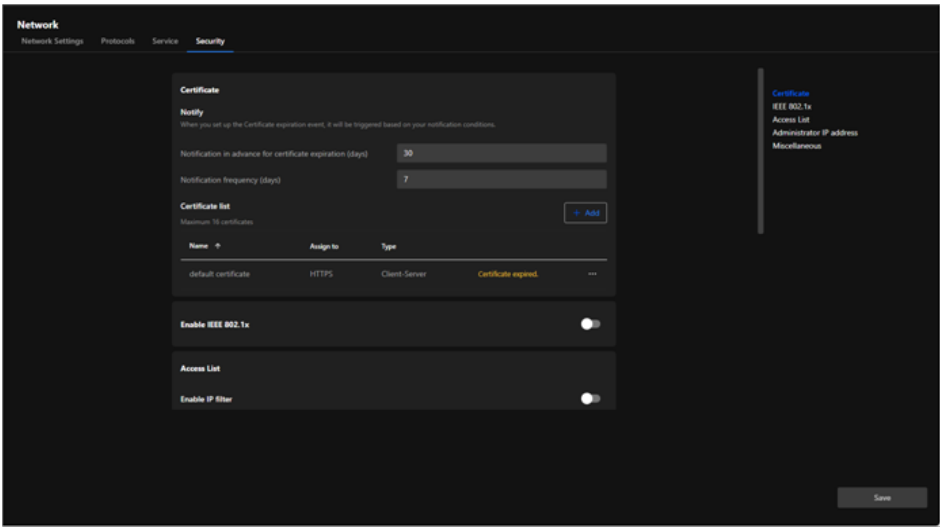 Network
Network Settings Protocols Service Security
Certificate
Notify
When you set up the Certificate expiration event, it will be triggered based on your notification conditions.
Notification in advance for certificate expiration (days) 30
Notification frequency (days) 7
Certificate list
Maximum 16 certificates
+ Add
Name ↑ Assign to Type
default certificate HTTPS Client-Server Certificate expired. ...
Enable IEEE 802.1x
Access List
Enable IP filter
Certificate
IEEE 802.1x
Access List
Administrator IP address
Miscellaneous
Save